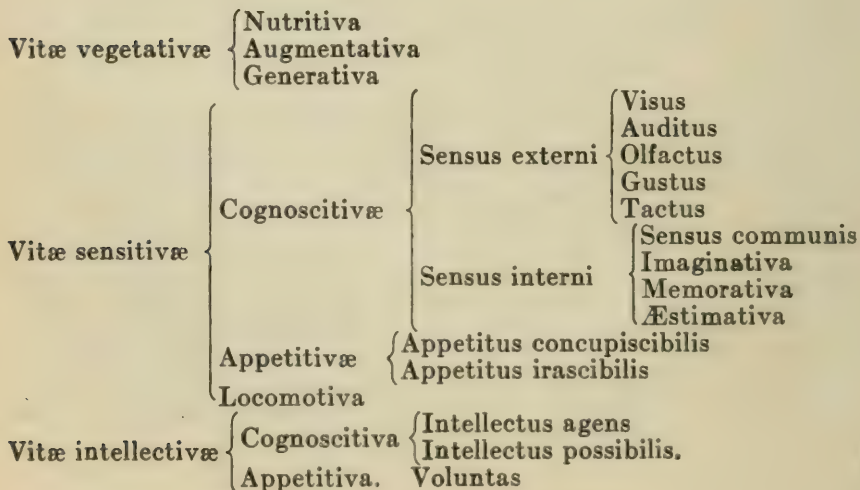 Nutritiva
Vitæ vegetativæ Augmentativa
Generativa
Visus
Auditus
Sensus externi Olfactus
Gustus
Cognoscitivæ Tactus
Sensus communis
Vitæ sensitivæ Imaginativa
Sensus interni Memorativa
Æstimativa
Appetitivæ Appetitus concupiscibilis
Appetitus irascibilis
Locomotiva
Vitæ intellectivæ Cognoscitiva Intellectus agens
Intellectus possibilis.
Appetitiva. Voluntas